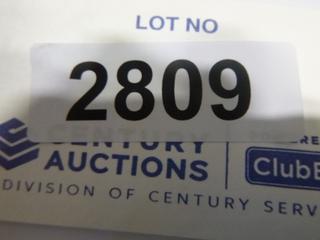 LOT NO
2809
CENTURY
AUCTIONS
DIVISION OF CENTURY SERV